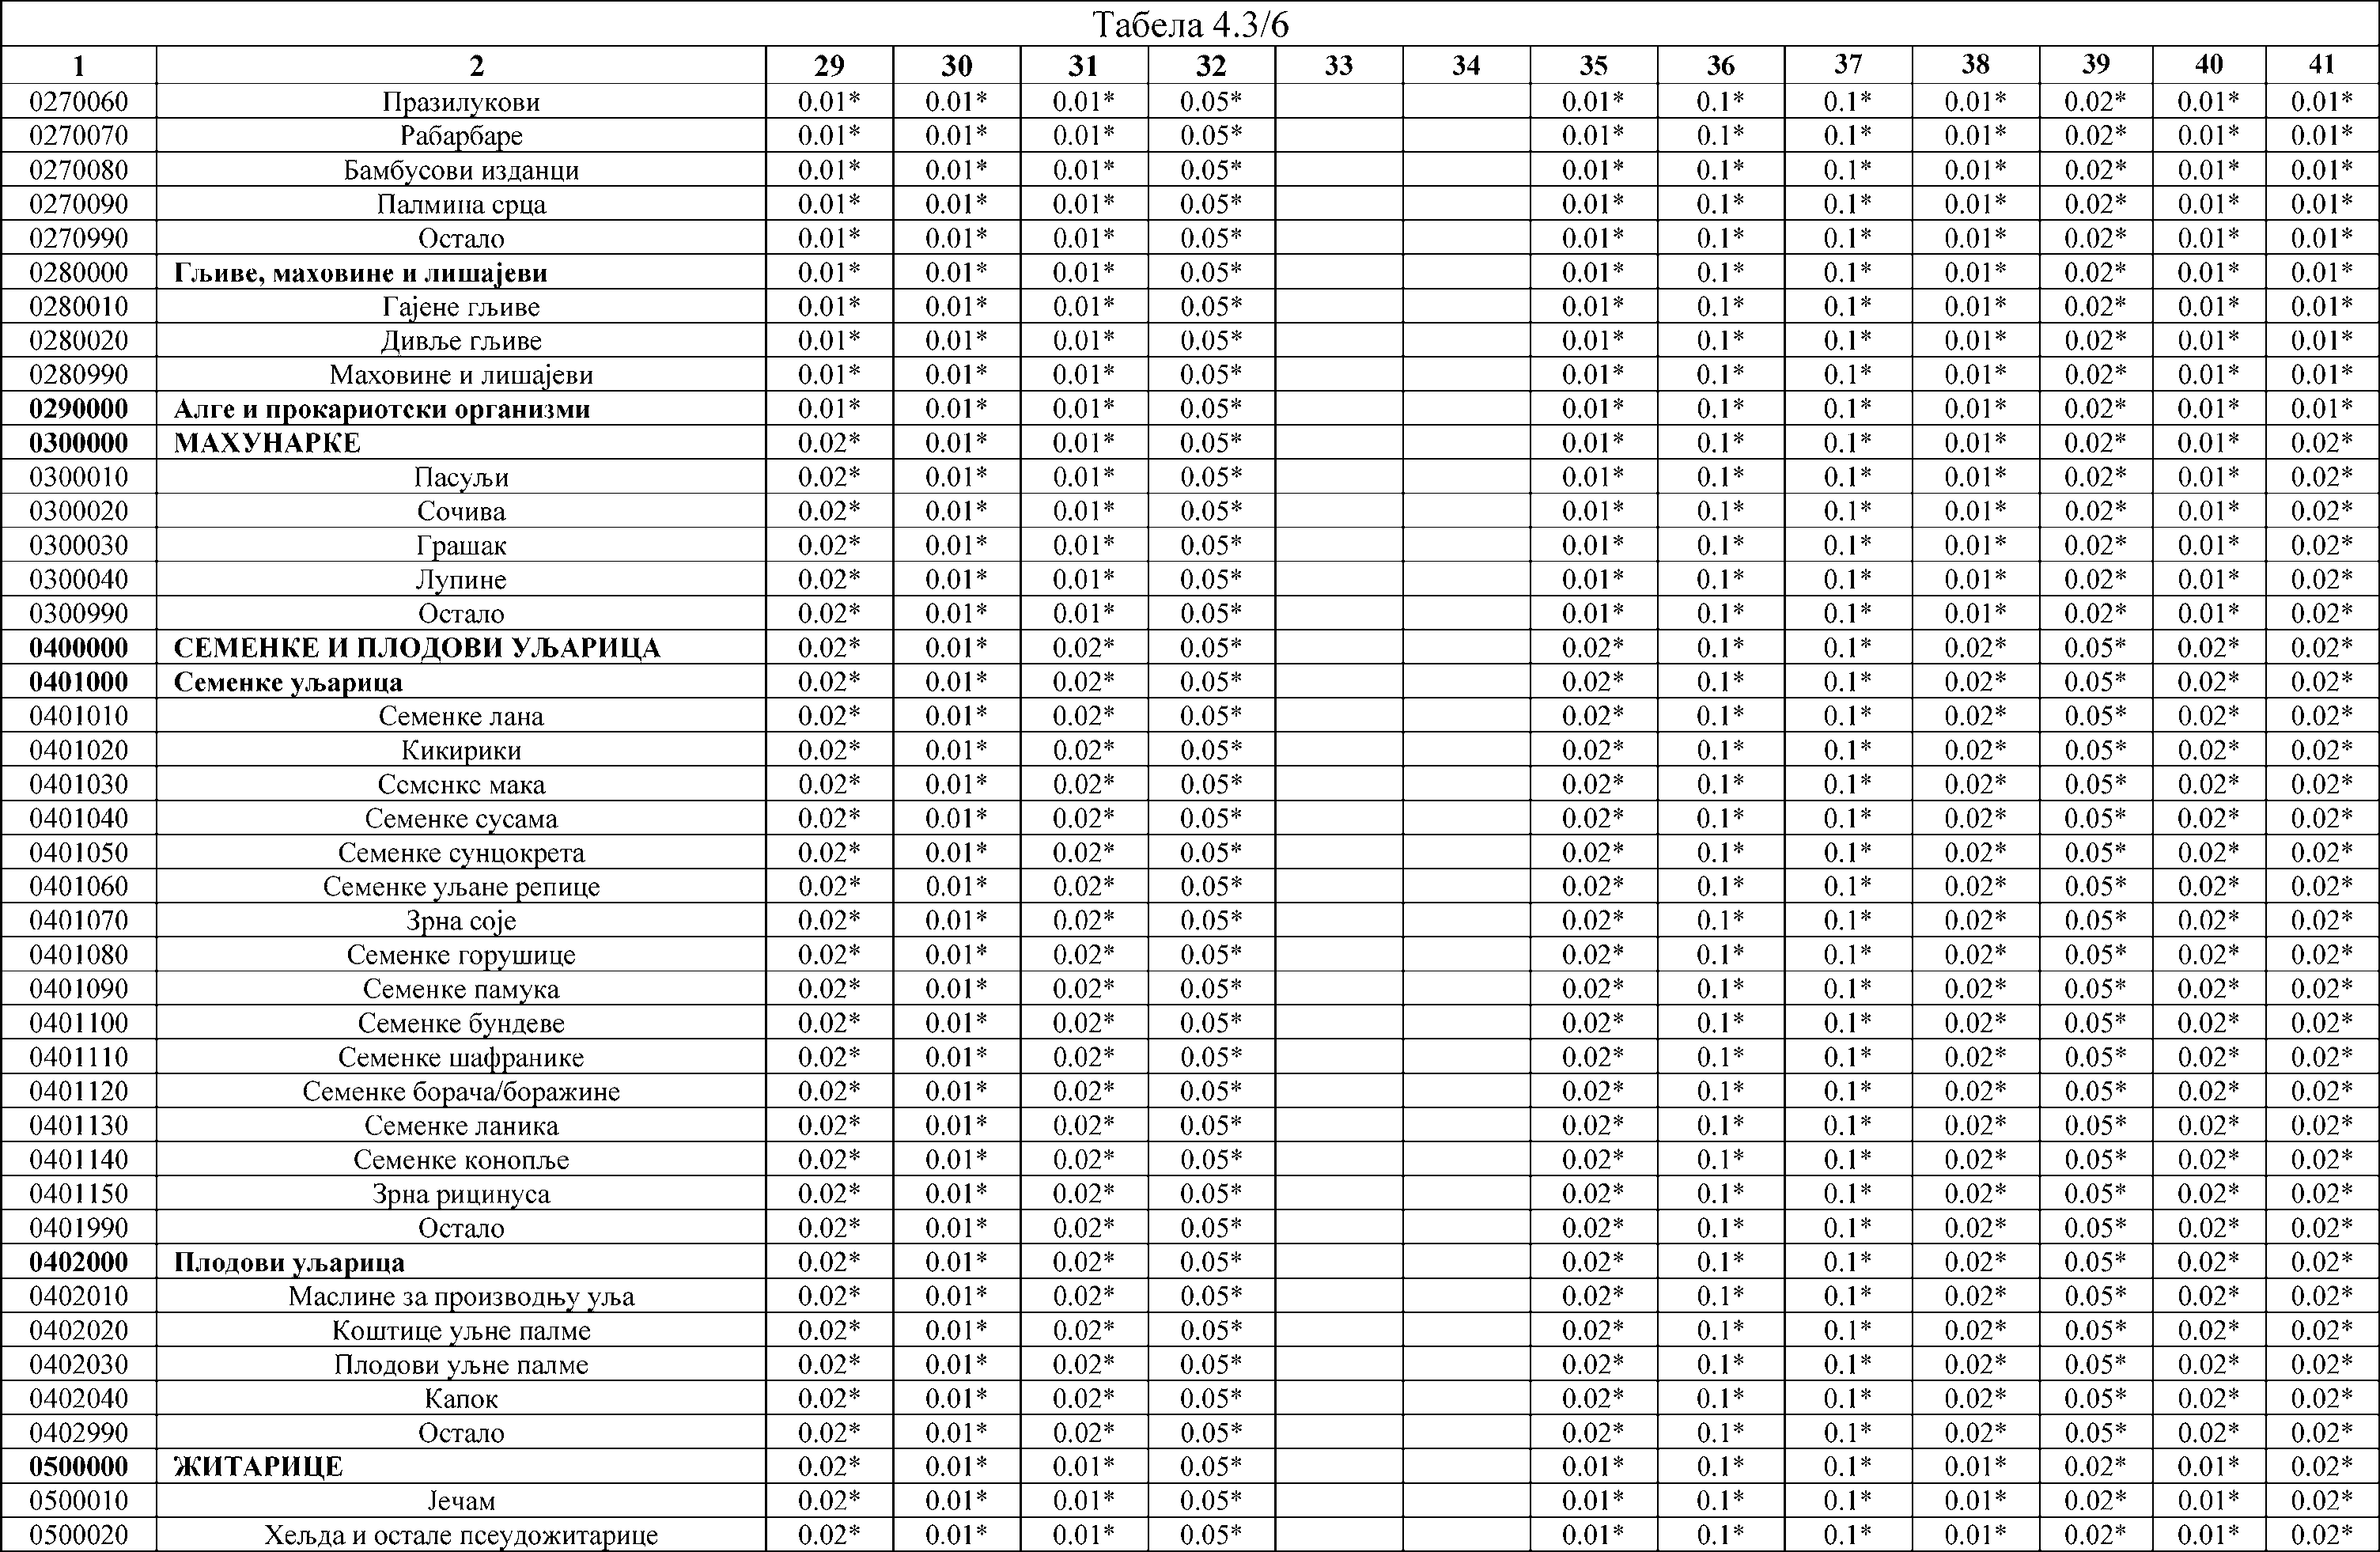 Табела 4.3/6
1 2 29 30 31 32 33 34 35 36 37 38 39 40 41
0270060 Празилукови 0.01* 0.01* 0.01* 0.05* 0.01* 0.1* 0.1* 0.01* 0.02* 0.01* 0.01*
0270070 Рабарбаре 0.01* 0.01* 0.01* 0.05* 0.01* 0.1* 0.1* 0.01* 0.02* 0.01* 0.01*
0270080 Бамбусови изданци 0.01* 0.01* 0.01* 0.05* 0.01* 0.1* 0.1* 0.01* 0.02* 0.01* 0.01*
0270090 Палмина срца 0.01* 0.01* 0.01* 0.05* 0.01* 0.1* 0.1* 0.01* 0.02* 0.01* 0.01*
0270990 Остало 0.01* 0.01* 0.01* 0.05* 0.01* 0.1* 0.1* 0.01* 0.02* 0.01* 0.01*
0280000 Гљиве, маховине и лишајеви 0.01* 0.01* 0.01* 0.05* 0.01* 0.1* 0.1* 0.01* 0.02* 0.01* 0.01*
0280010 Гајене гљиве 0.01* 0.01* 0.01* 0.05* 0.01* 0.1* 0.1* 0.01* 0.02* 0.01* 0.01*
0280020 Дивље гљиве 0.01* 0.01* 0.01* 0.05* 0.01* 0.1* 0.1* 0.01* 0.02* 0.01* 0.01*
0280990 Маховине и лишајеви 0.01* 0.01* 0.01* 0.05* 0.01* 0.1* 0.1* 0.01* 0.02* 0.01* 0.01*
0290000 Алге и прокариотски организми 0.01* 0.01* 0.01* 0.05* 0.01* 0.1* 0.1* 0.01* 0.02* 0.01* 0.01*
0300000 МАХУНАРКЕ 0.02* 0.01* 0.01* 0.05* 0.01* 0.1* 0.1* 0.01* 0.02* 0.01* 0.02*
0300010 Пасуљи 0.02* 0.01* 0.01* 0.05* 0.01* 0.1* 0.1* 0.01* 0.02* 0.01* 0.02*
0300020 Сочива 0.02* 0.01* 0.01* 0.05* 0.01* 0.1* 0.1* 0.01* 0.02* 0.01* 0.02*
0300030 Грашак 0.02* 0.01* 0.01* 0.05* 0.01* 0.1* 0.1* 0.01* 0.02* 0.01* 0.02*
0300040 Лупине 0.02* 0.01* 0.01* 0.05* 0.01* 0.1* 0.1* 0.01* 0.02* 0.01* 0.02*
0300990 Остало 0.02* 0.01* 0.01* 0.05* 0.01* 0.1* 0.1* 0.01* 0.02* 0.01* 0.02*
0400000 СЕМЕНКЕ И ПЛОДОВИ УЉАРИЦА 0.02* 0.01* 0.02* 0.05* 0.02* 0.1* 0.1* 0.02* 0.05* 0.02* 0.02*
0401000 Семенке уљарица 0.02* 0.01* 0.02* 0.05* 0.02* 0.1* 0.1* 0.02* 0.05* 0.02* 0.02*
0401010 Семенке лана 0.02* 0.01* 0.02* 0.05* 0.02* 0.1* 0.1* 0.02* 0.05* 0.02* 0.02*
0401020 Кикирики 0.02* 0.01* 0.02* 0.05* 0.02* 0.1* 0.1* 0.02* 0.05* 0.02* 0.02*
0401030 Семенке мака 0.02* 0.01* 0.02* 0.05* 0.02* 0.1* 0.1* 0.02* 0.05* 0.02* 0.02*
0401040 Семенке сусама 0.02* 0.01* 0.02* 0.05* 0.02* 0.1* 0.1* 0.02* 0.05* 0.02* 0.02*
0401050 Семенке сунцокрета 0.02* 0.01* 0.02* 0.05* 0.02* 0.1* 0.1* 0.02* 0.05* 0.02* 0.02*
0401060 Семенке уљане репице 0.02* 0.01* 0.02* 0.05* 0.02* 0.1* 0.1* 0.02* 0.05* 0.02* 0.02*
0401070 Зрна соје 0.02* 0.01* 0.02* 0.05* 0.02* 0.1* 0.1* 0.02* 0.05* 0.02* 0.02*
0401080 Семенке горушице 0.02* 0.01* 0.02* 0.05* 0.02* 0.1* 0.1* 0.02* 0.05* 0.02* 0.02*
0401090 Семенке памука 0.02* 0.01* 0.02* 0.05* 0.02* 0.1* 0.1* 0.02* 0.05* 0.02* 0.02*
0401100 Семенке бундеве 0.02* 0.01* 0.02* 0.05* 0.02* 0.1* 0.1* 0.02* 0.05* 0.02* 0.02*
0401110 Семенке шафранике 0.02* 0.01* 0.02* 0.05* 0.02* 0.1* 0.1* 0.02* 0.05* 0.02* 0.02*
0401120 Семенке борача/боражине 0.02* 0.01* 0.02* 0.05* 0.02* 0.1* 0.1* 0.02* 0.05* 0.02* 0.02*
0401130 Семенке ланика 0.02* 0.01* 0.02* 0.05* 0.02* 0.1* 0.1* 0.02* 0.05* 0.02* 0.02*
0401140 Семенке конопље 0.02* 0.01* 0.02* 0.05* 0.02* 0.1* 0.1* 0.02* 0.05* 0.02* 0.02*
0401150 Зрна рицинуса 0.02* 0.01* 0.02* 0.05* 0.02* 0.1* 0.1* 0.02* 0.05* 0.02* 0.02*
0401990 Остало 0.02* 0.01* 0.02* 0.05* 0.02* 0.1* 0.1* 0.02* 0.05* 0.02* 0.02*
0402000 Плодови уљарица 0.02* 0.01* 0.02* 0.05* 0.02* 0.1* 0.1* 0.02* 0.05* 0.02* 0.02*
0402010 Маслине за производњу уља 0.02* 0.01* 0.02* 0.05* 0.02* 0.1* 0.1* 0.02* 0.05* 0.02* 0.02*
0402020 Коштице уљне палме 0.02* 0.01* 0.02* 0.05* 0.02* 0.1* 0.1* 0.02* 0.05* 0.02* 0.02*
0402030 Плодови уљне палме 0.02* 0.01* 0.02* 0.05* 0.02* 0.1* 0.1* 0.02* 0.05* 0.02* 0.02*
0402040 Капок 0.02* 0.01* 0.02* 0.05* 0.02* 0.1* 0.1* 0.02* 0.05* 0.02* 0.02*
0402990 Остало 0.02* 0.01* 0.02* 0.05* 0.02* 0.1* 0.1* 0.02* 0.05* 0.02* 0.02*
0500000 ЖИТАРИЦЕ 0.02* 0.01* 0.01* 0.05* 0.01* 0.1* 0.1* 0.01* 0.02* 0.01* 0.02*
0500010 Јечам 0.02* 0.01* 0.01* 0.05* 0.01* 0.1* 0.1* 0.01* 0.02* 0.01* 0.02*
0500020 Хељда и остале псеудожитарице 0.02* 0.01* 0.01* 0.05* 0.01* 0.1* 0.1* 0.01* 0.02* 0.01* 0.02*